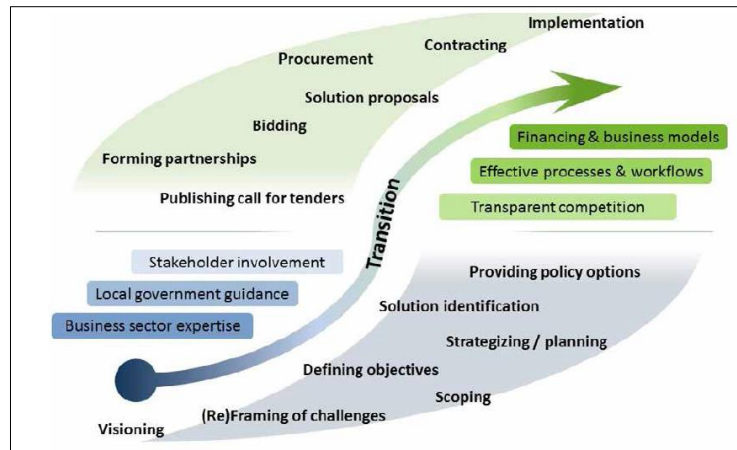 Implementation
Contracting
Procurement
Solution proposals
Bidding
Forming partnerships
Publishing call for tenders
Financing & business models
Effective processes & workflows
Transparent competition
Transition
Stakeholder involvement
Local government guidance
Business sector expertise
Providing policy options
Solution identification
Strategizing / planning
Defining objectives
Scoping
(Re)Framing of challenges
Visioning